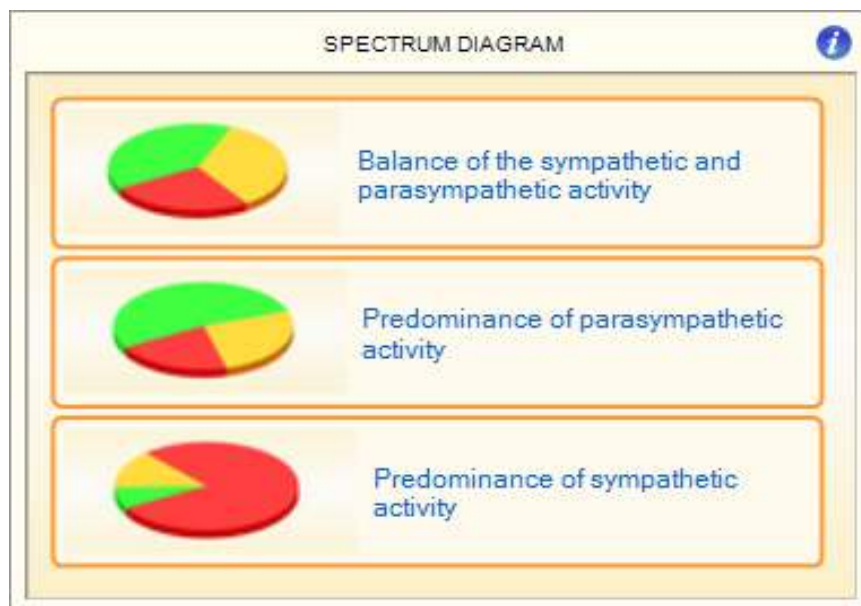 SPECTRUM DIAGRAM
i
Balance of the sympathetic and
parasympathetic activity
Predominance of parasympathetic
activity
Predominance of sympathetic
activity